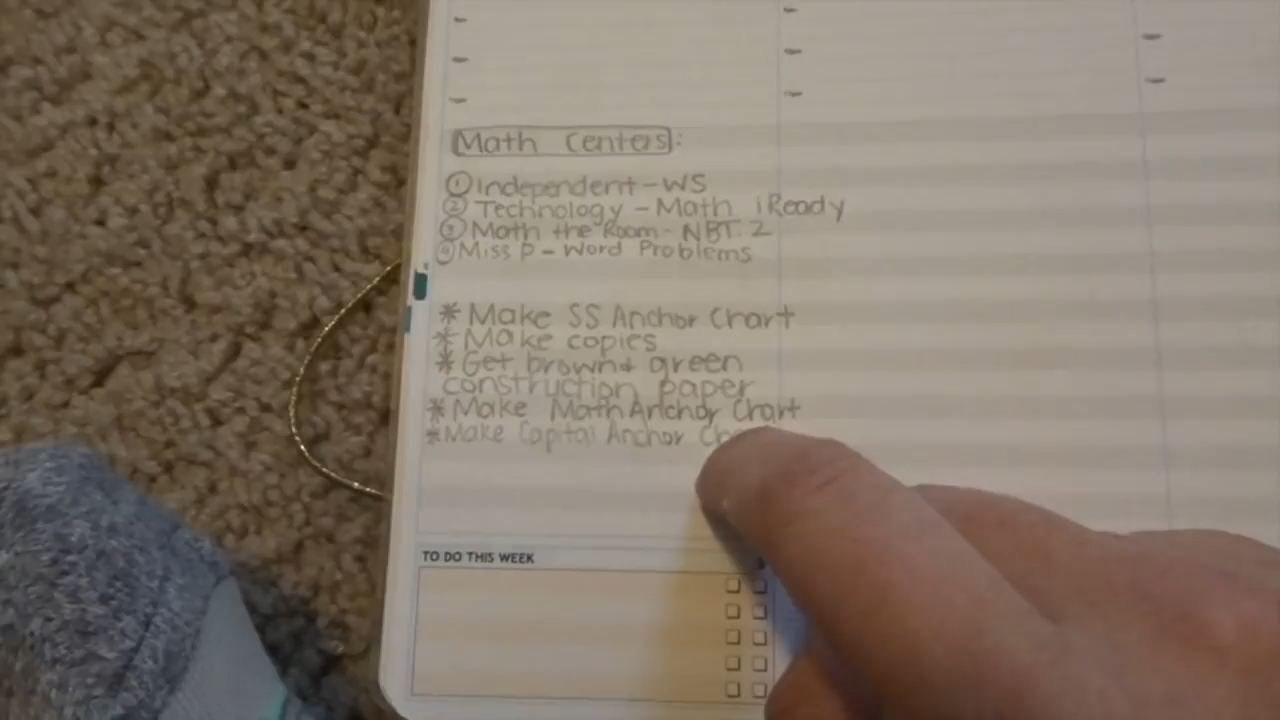 Math Centers:
① Independent - WS
② Technology - Math iReady
③ Math the Room - NBT. 2
④ Miss P - Word Problems
* Make SS Anchor Chart
* Make copies
* Get brown + green
construction paper
* Make Math Anchor Chart
* Make Capital Anchor
TO DO THIS WEEK